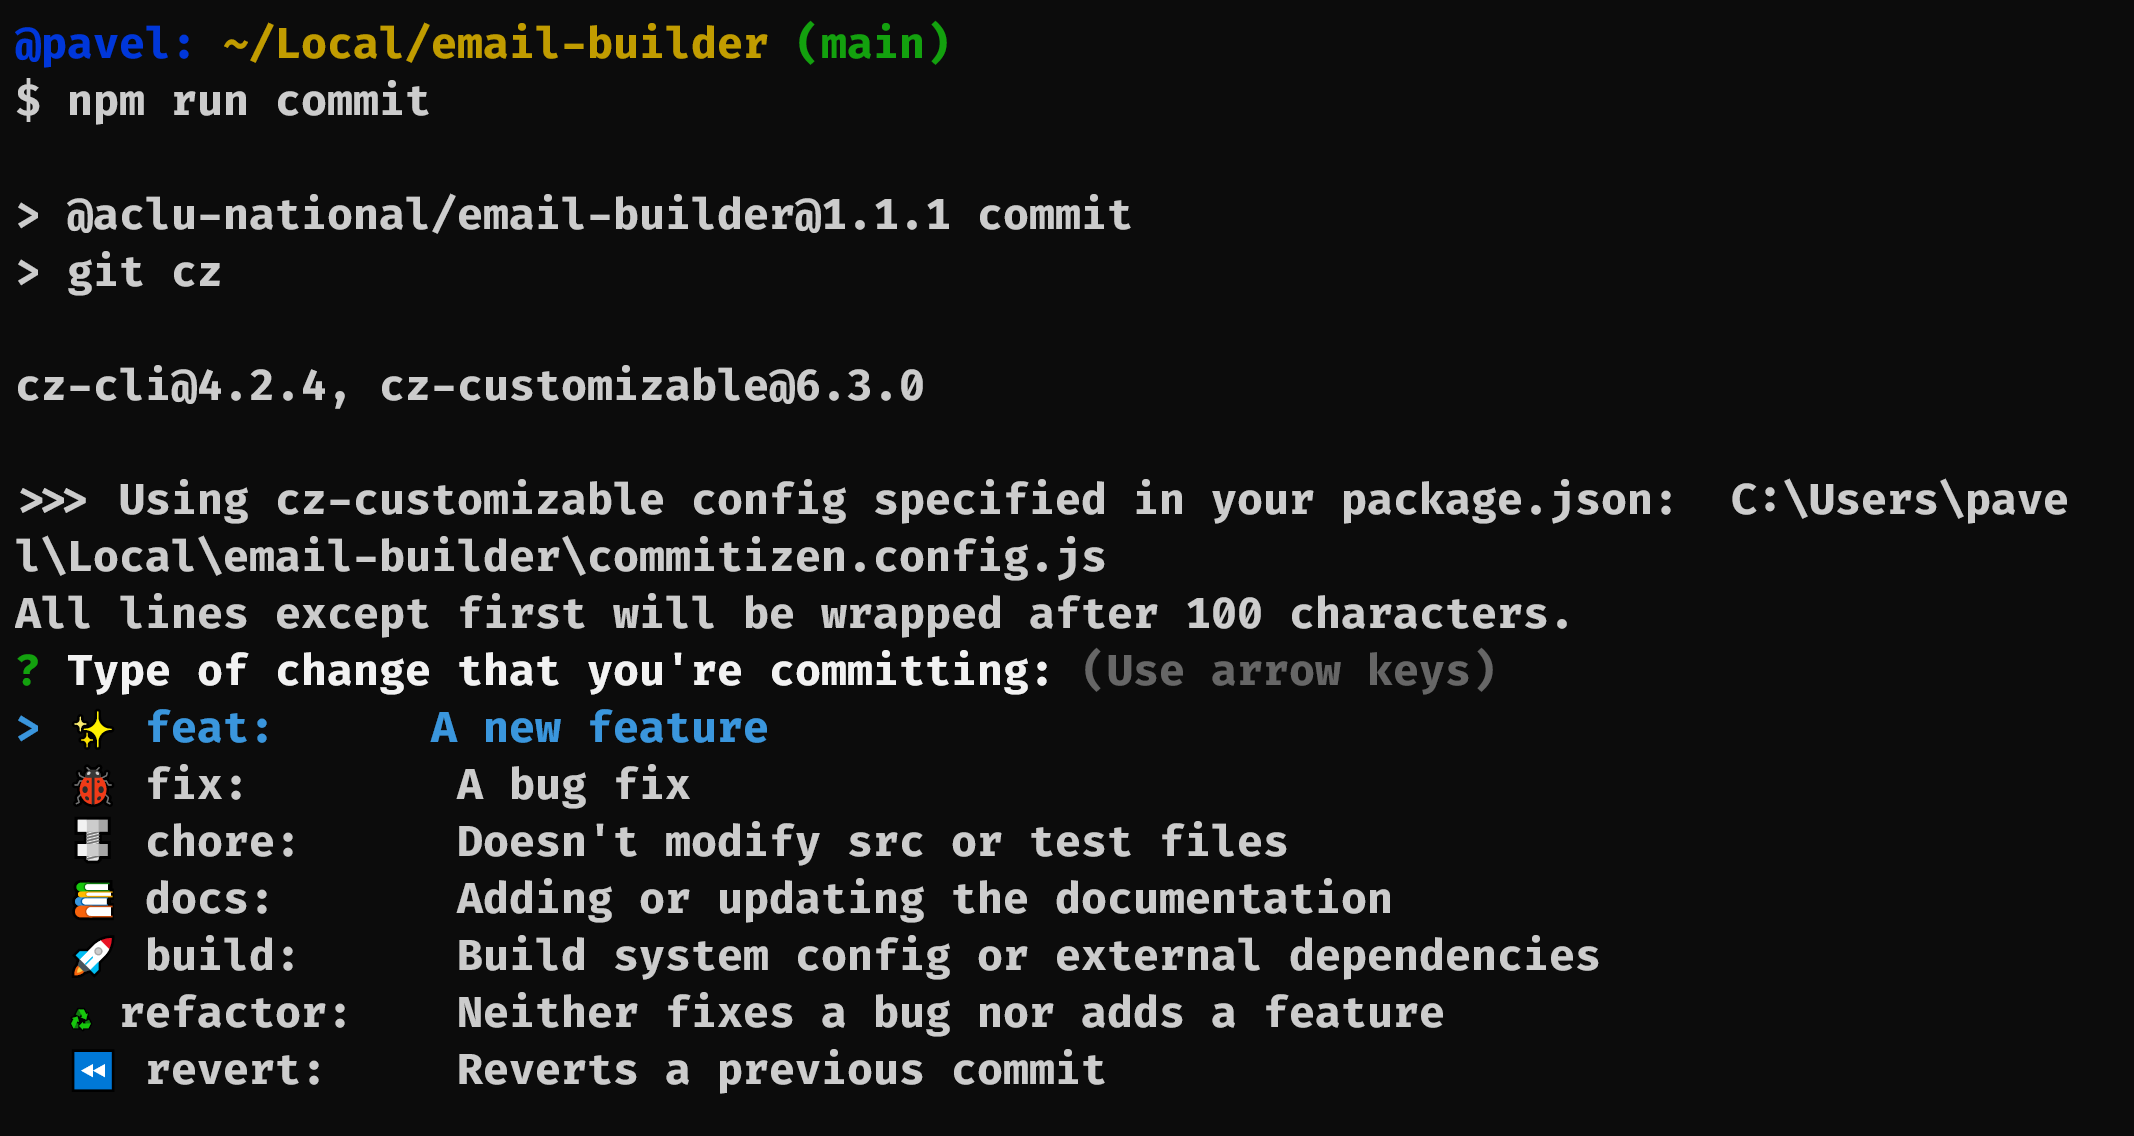 @pavel: ~/Local/email-builder (main)
$ npm run commit
> @aclu-national/email-builder@1.1.1 commit
> git cz
cz-cli@4.2.4, cz-customizable@6.3.0
>>> Using cz-customizable config specified in your package.json:  C:\Users\pave
l\Local\email-builder\commitizen.config.js
All lines except first will be wrapped after 100 characters.
? Type of change that you're committing: (Use arrow keys)
> ✨ feat:      A new feature
🐞 fix:        A bug fix
🔩 chore:      Doesn't modify src or test files
📚 docs:       Adding or updating the documentation
🚀 build:      Build system config or external dependencies
♻ refactor:    Neither fixes a bug nor adds a feature
⏪ revert:     Reverts a previous commit